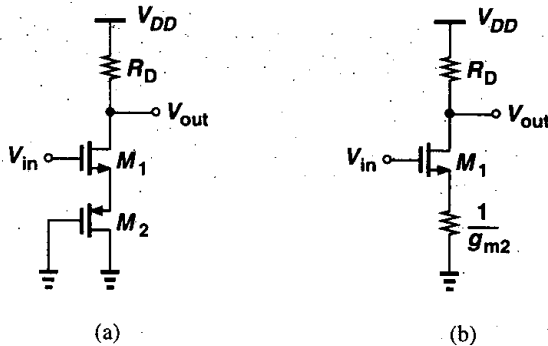 V_DD
R_D
V_out
V_in
M_1
M_2
(a)
V_DD
R_D
V_out
V_in
M_1
1
g_m2
(b)